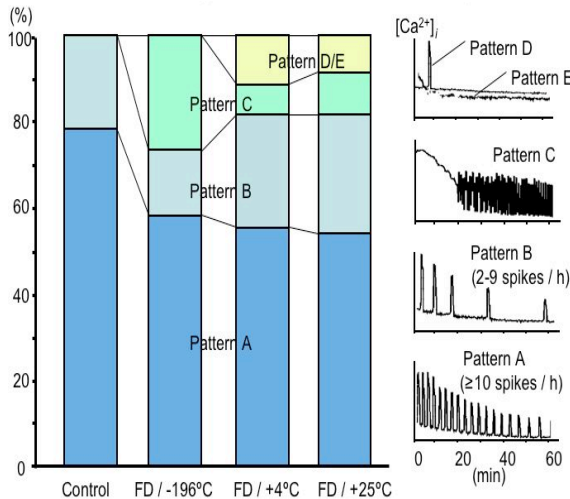 (%)
100
80
60
40
20
0
Pattern D/E
Pattern C
Pattern B
Pattern A
Control
FD / -196ºC
FD / +4ºC
FD / +25ºC
[Ca²⁺]i
Pattern D
Pattern E
Pattern C
Pattern B
(2-9 spikes / h)
Pattern A
(≥10 spikes / h)
0 20 40 60
(min)